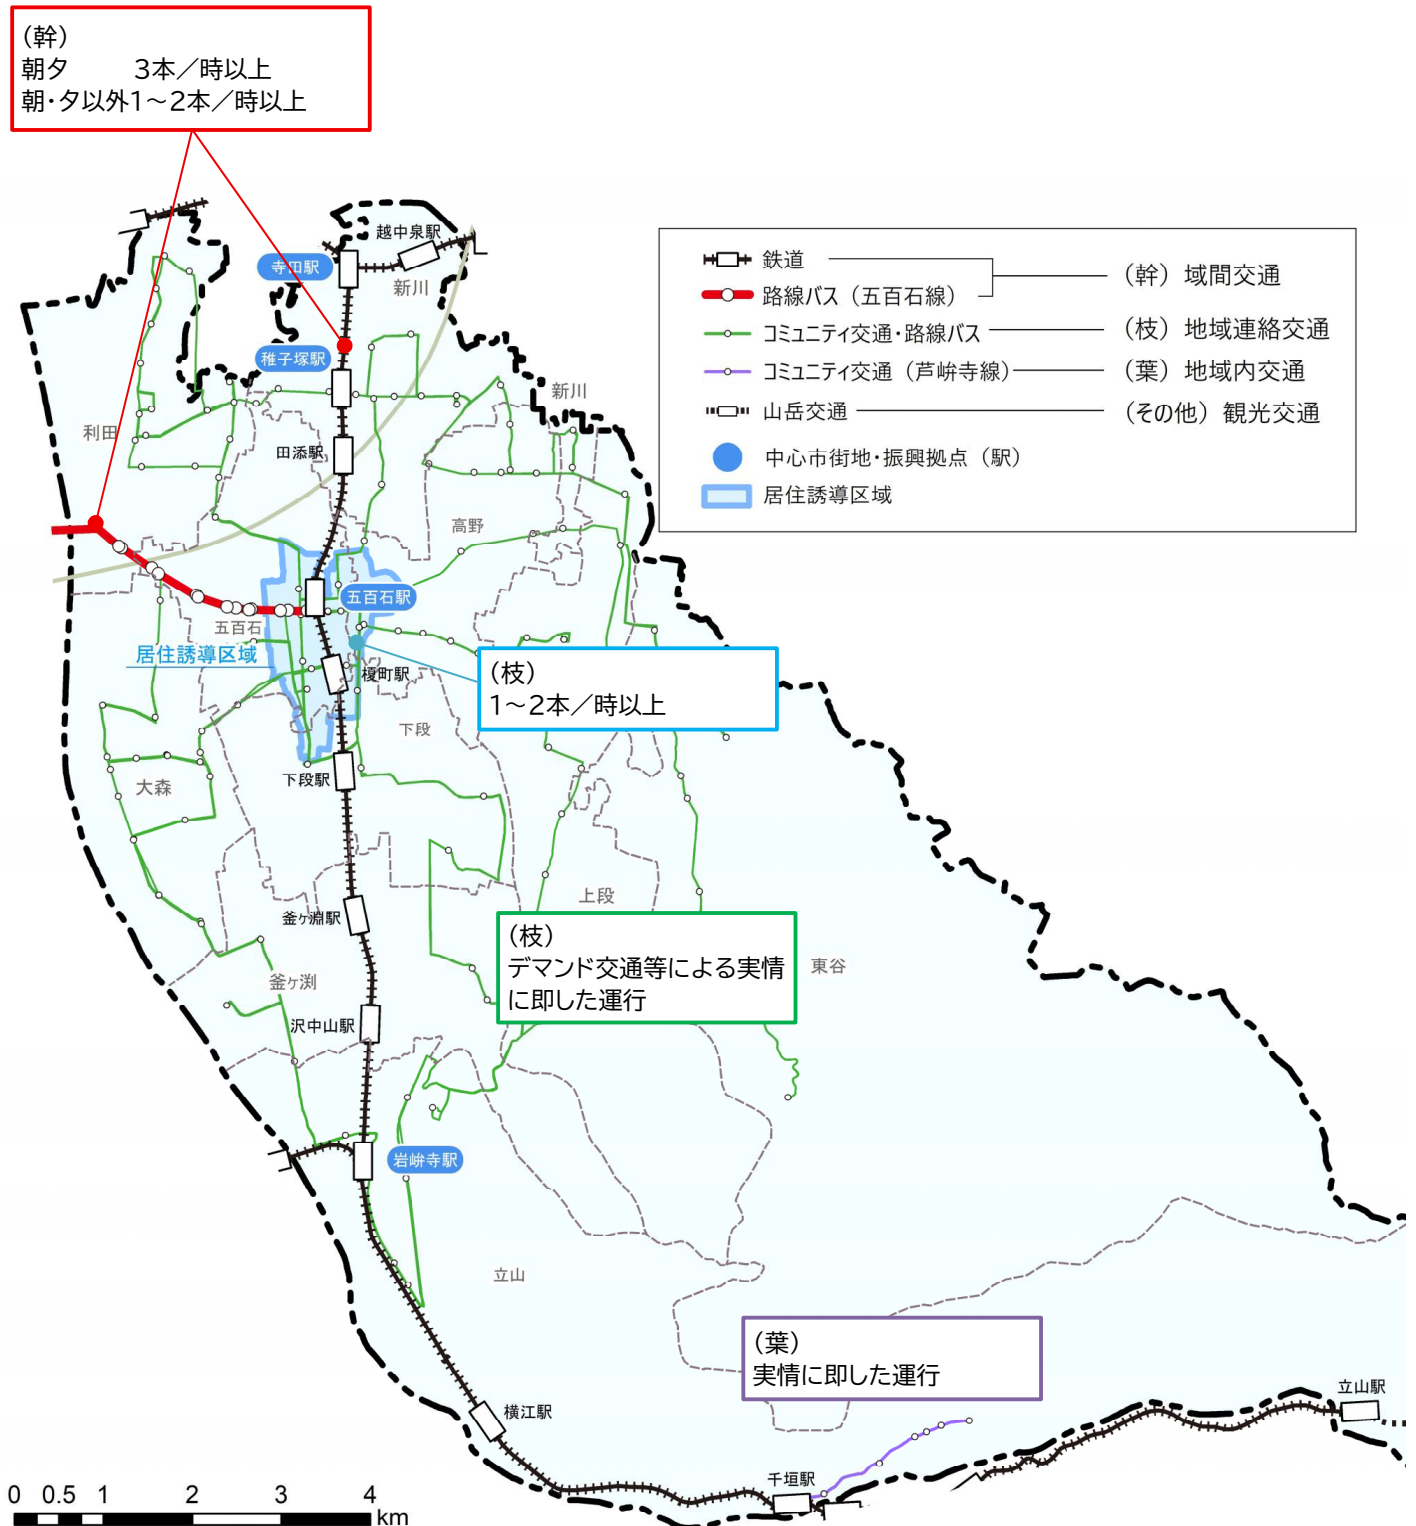 (幹)
朝夕　　3本／時以上
朝・夕以外1～2本／時以上
越中泉駅
寺田駅
新川
稚子塚駅
新川
利田
田添駅
高野
鉄道
路線バス（五百石線）
コミュニティ交通・路線バス
コミュニティ交通（芦峅寺線）
山岳交通
中心市街地・振興拠点（駅）
居住誘導区域
（幹）域間交通
（枝）地域連絡交通
（葉）地域内交通
（その他）観光交通
五百石駅
五百石
居住誘導区域
榎町駅
(枝)
1～2本／時以上
下段
下段駅
大森
上段
釜ヶ淵駅
(枝)
デマンド交通等による実情
に即した運行
東谷
釜ヶ渕
沢中山駅
岩峅寺駅
立山
(葉)
実情に即した運行
立山駅
横江駅
千垣駅
0 0.5 1 2 3 4
km